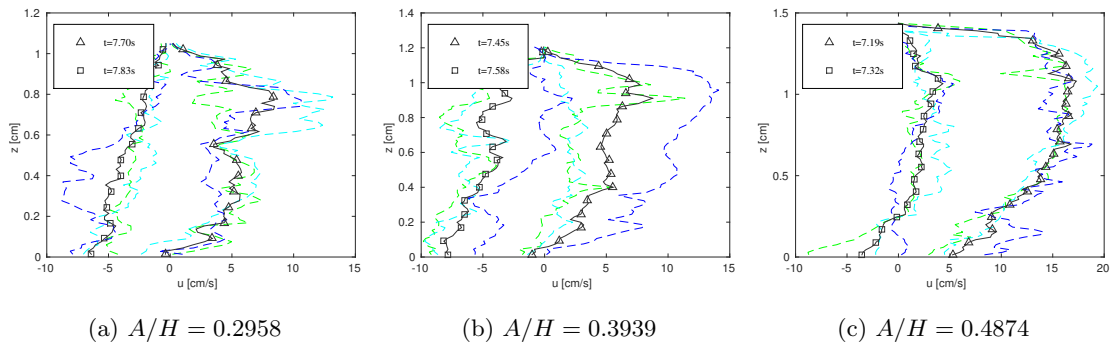 t=7.70s
t=7.83s
1.2
1
0.8
0.6
0.4
0.2
0
z [cm]
-10 -5 0 5 10 15
u [cm/s]
(a) A/H = 0.2958
t=7.45s
t=7.58s
1.4
1.2
1
0.8
0.6
0.4
0.2
0
z [cm]
-10 -5 0 5 10 15
u [cm/s]
(b) A/H = 0.3939
t=7.19s
t=7.32s
1.5
1
0.5
0
z [cm]
-10 -5 0 5 10 15 20
u [cm/s]
(c) A/H = 0.4874